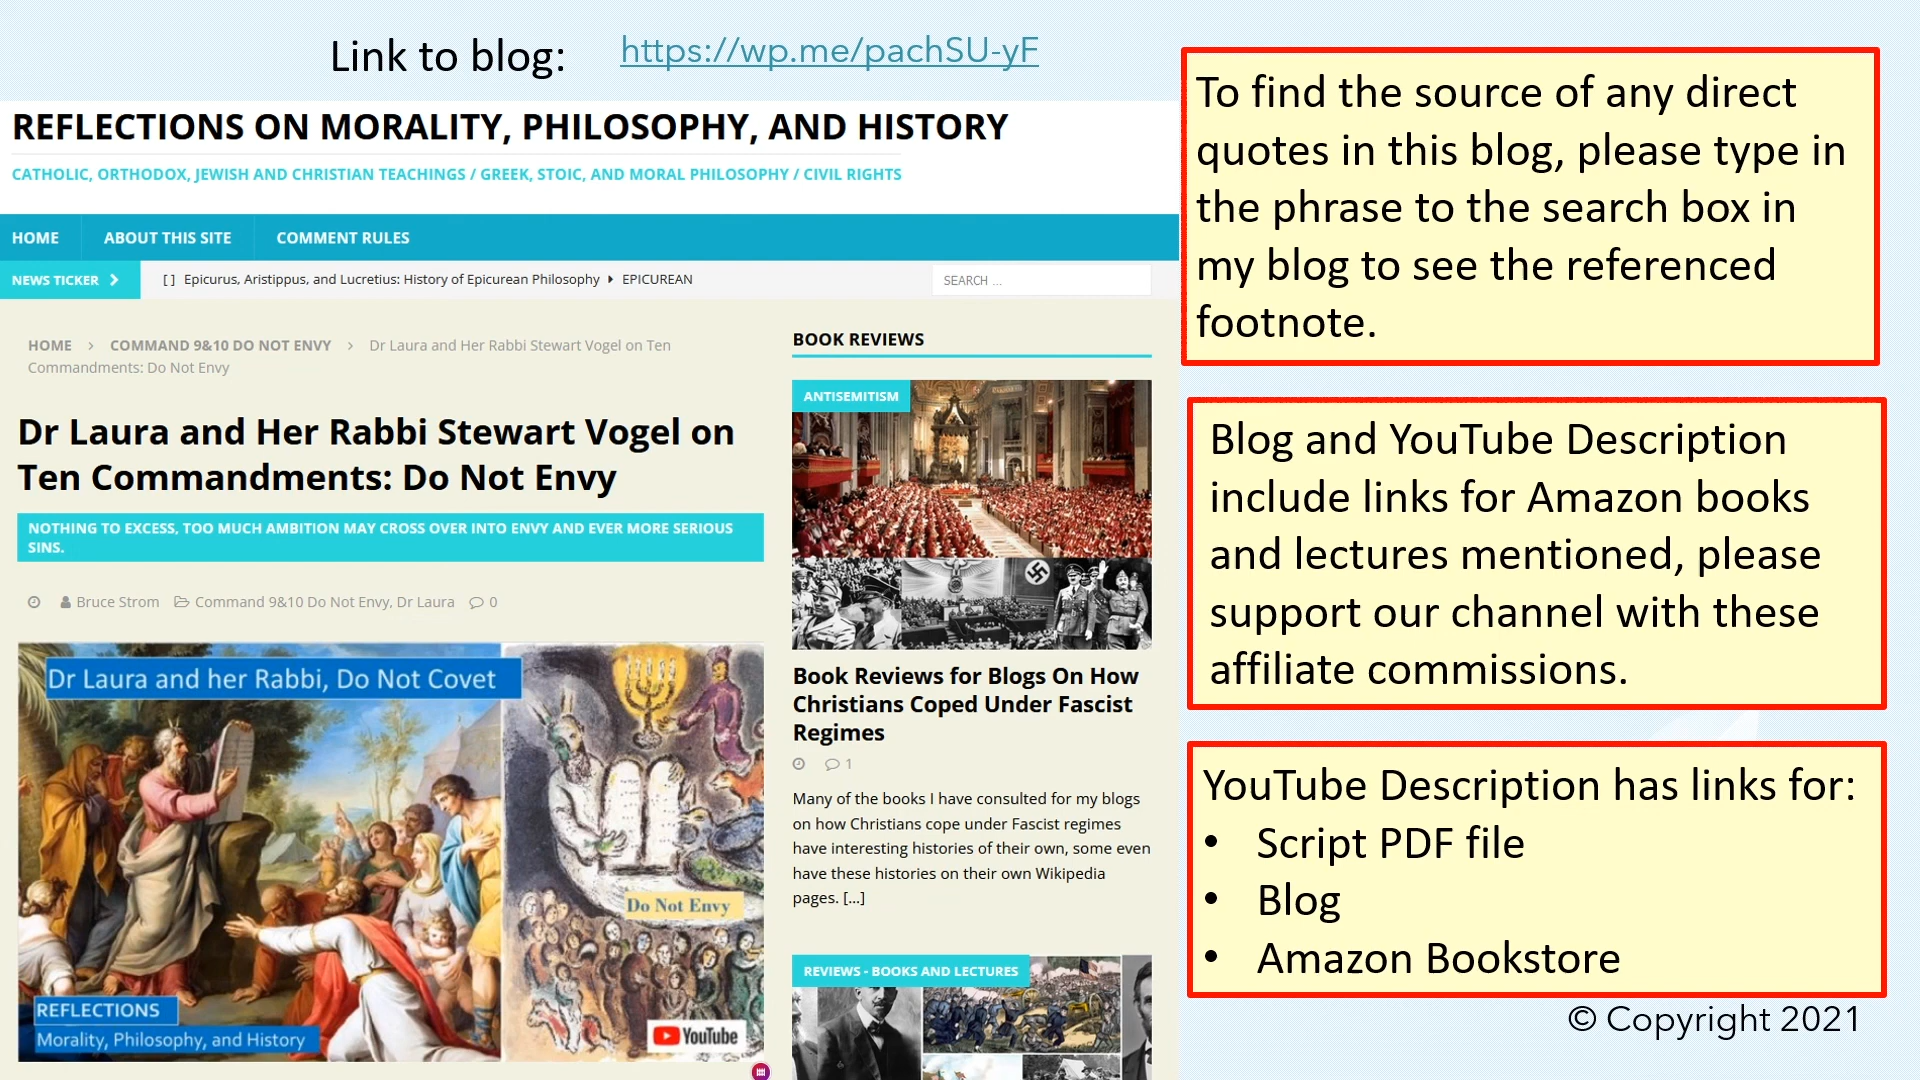 Link to blog: https://wp.me/pachSU-yF
REFLECTIONS ON MORALITY, PHILOSOPHY, AND HISTORY
CATHOLIC, ORTHODOX, JEWISH AND CHRISTIAN TEACHINGS / GREEK, STOIC, AND MORAL PHILOSOPHY / CIVIL RIGHTS
HOME ABOUT THIS SITE COMMENT RULES
NEWS TICKER [ ] Epicurus, Aristippus, and Lucretius: History of Epicurean Philosophy EPICUREAN SEARCH ...
HOME > COMMAND 9&10 DO NOT ENVY > Dr Laura and Her Rabbi Stewart Vogel on Ten
Commandments: Do Not Envy
Dr Laura and Her Rabbi Stewart Vogel on
Ten Commandments: Do Not Envy
NOTHING TO EXCESS, TOO MUCH AMBITION MAY CROSS OVER INTO ENVY AND EVER MORE SERIOUS
SINS.
Bruce Strom Command 9&10 Do Not Envy, Dr Laura 0
Dr Laura and her Rabbi, Do Not Covet
Do Not Envy
REFLECTIONS
Morality, Philosophy, and History
YouTube
BOOK REVIEWS
ANTISEMITISM
Book Reviews for Blogs On How
Christians Coped Under Fascist
Regimes
1
Many of the books I have consulted for my blogs
on how Christians cope under Fascist regimes
have interesting histories of their own, some even
have these histories on their own Wikipedia
pages. [...]
REVIEWS - BOOKS AND LECTURES
To find the source of any direct
quotes in this blog, please type in
the phrase to the search box in
my blog to see the referenced
footnote.
Blog and YouTube Description
include links for Amazon books
and lectures mentioned, please
support our channel with these
affiliate commissions.
YouTube Description has links for:
• Script PDF file
• Blog
• Amazon Bookstore
© Copyright 2021